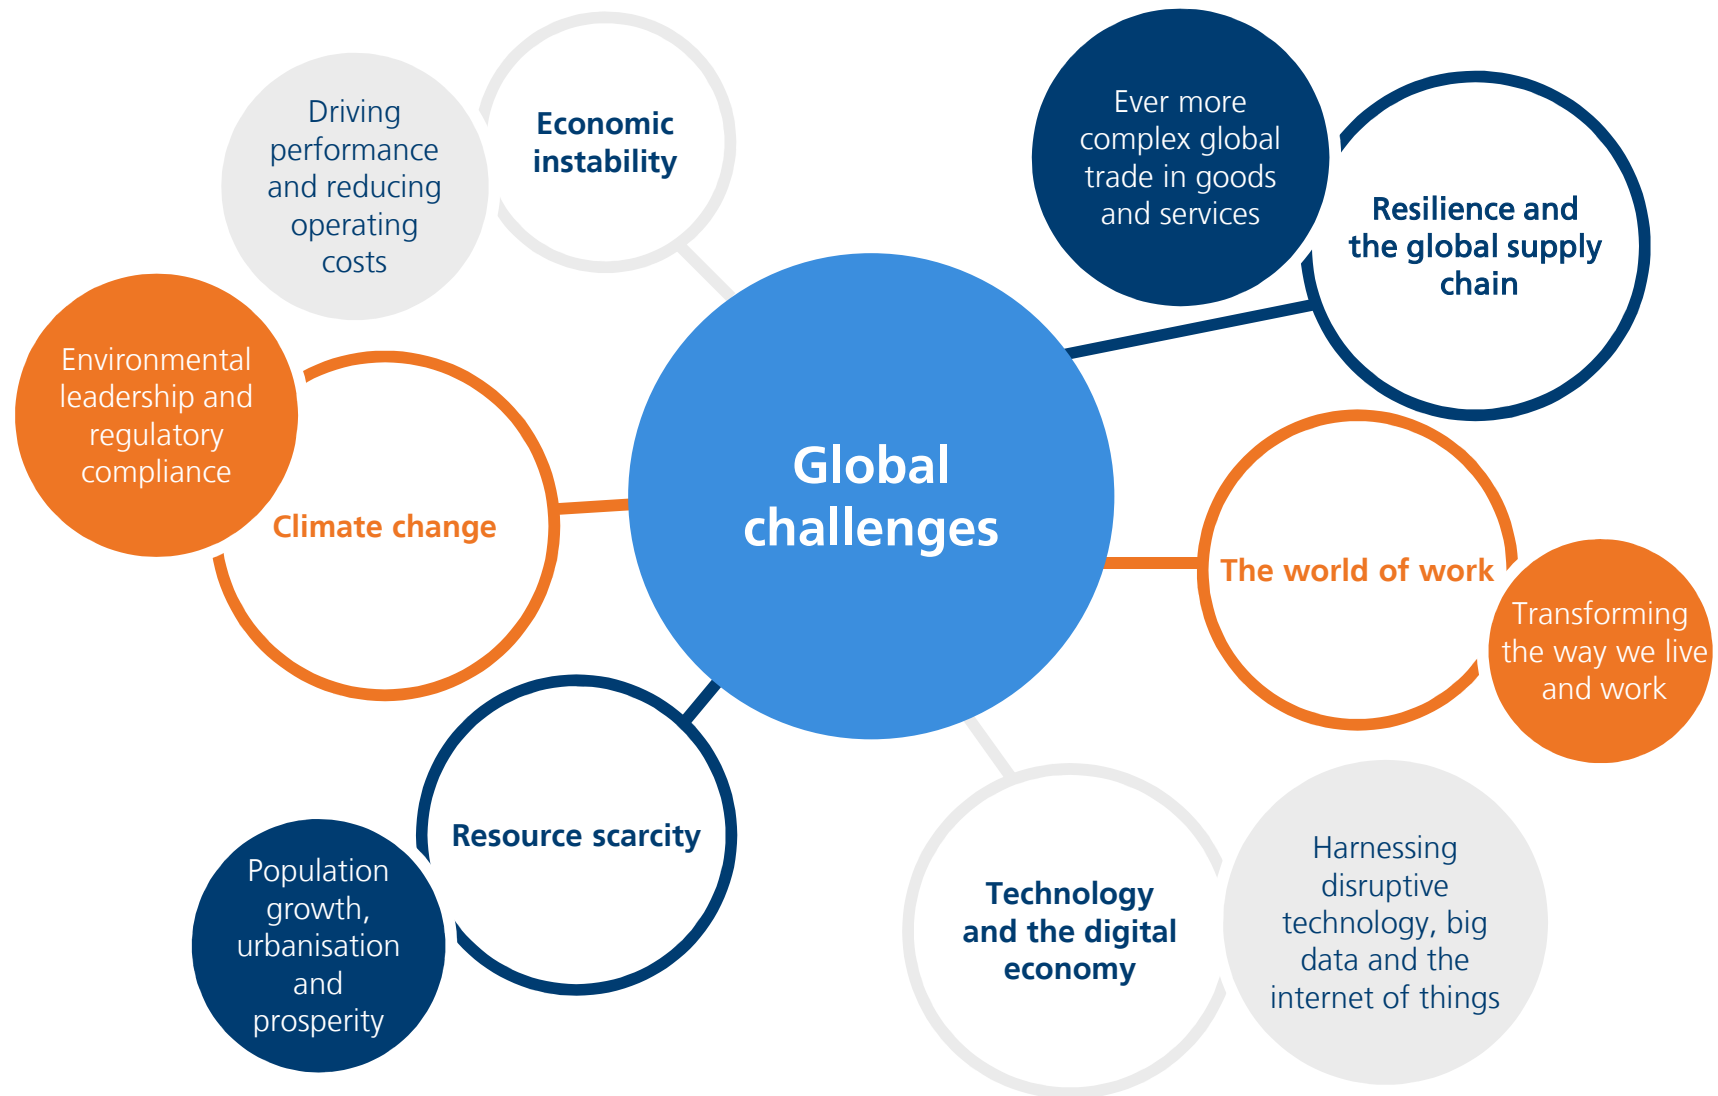 Driving
performance
and reducing
operating
costs
Economic
instability
Ever more
complex global
trade in goods
and services
Resilience and
the global supply
chain
Environmental
leadership and
regulatory
compliance
Climate change
Global
challenges
The world of work
Transforming
the way we live
and work
Resource scarcity
Population
growth,
urbanisation
and
prosperity
Technology
and the digital
economy
Harnessing
disruptive
technology, big
data and the
internet of things